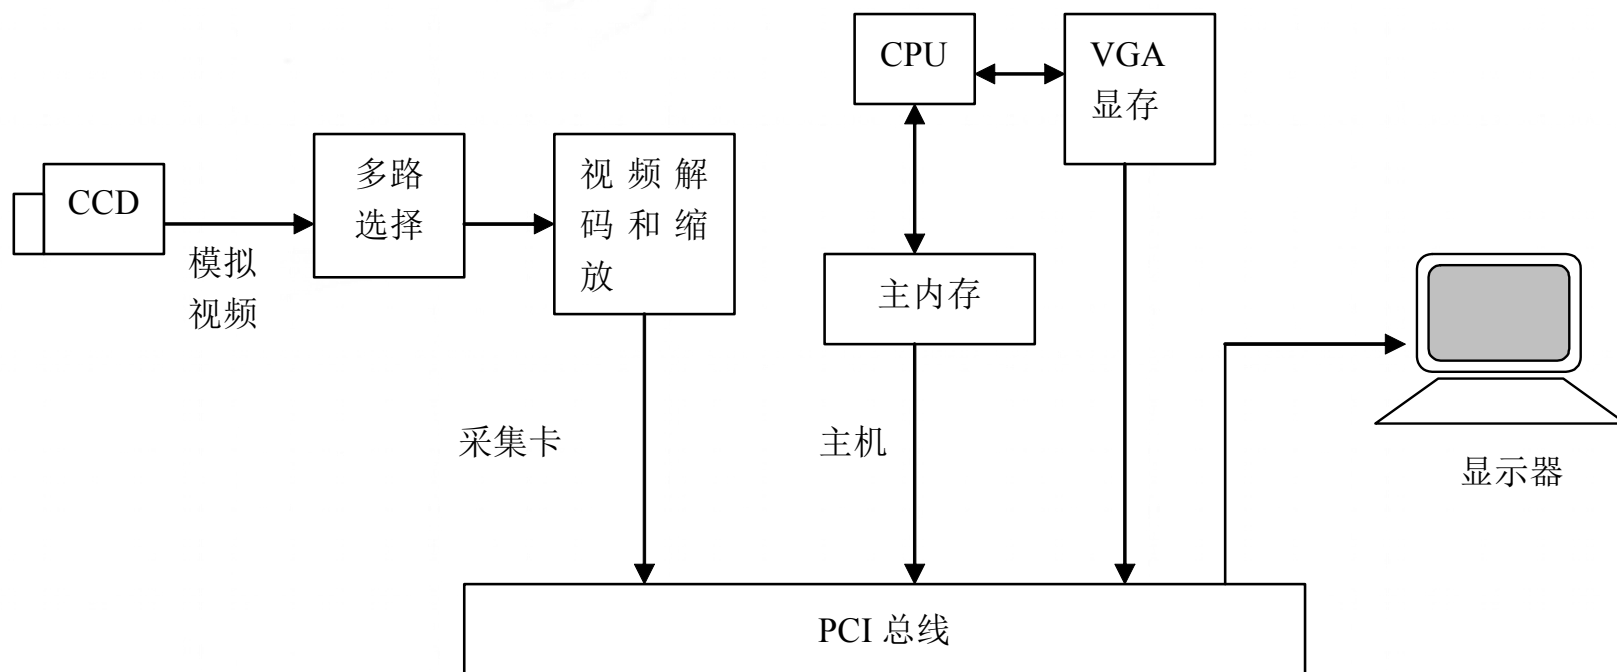 CCD
模拟
视频
多路
选择
视 频 解
码 和 缩
放
采集卡
CPU
VGA
显存
主内存
主机
显示器
PCI 总线